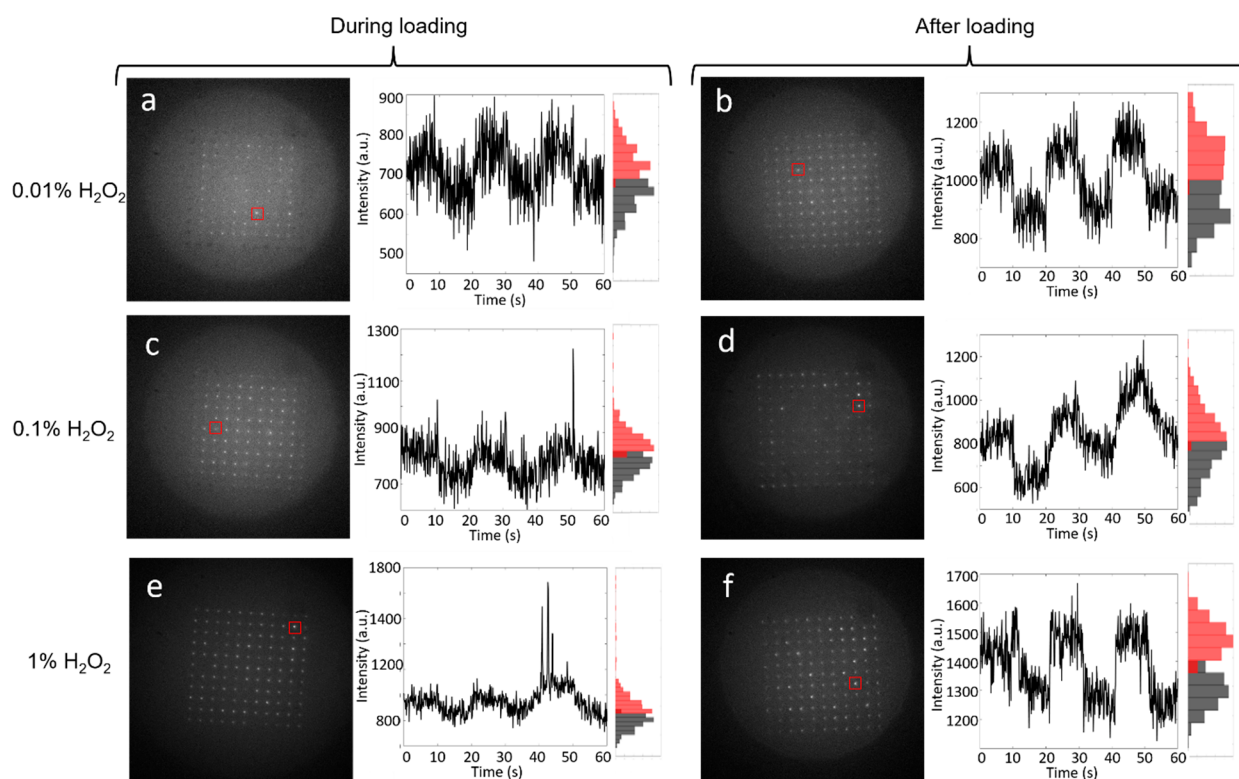 During loading
After loading
0.01% H₂O₂
a
Intensity (a.u.)
900
800
700
600
500
0 10 20 30 40 50 60
Time (s)
b
Intensity (a.u.)
1200
1000
800
0 10 20 30 40 50 60
Time (s)
0.1% H₂O₂
c
Intensity (a.u.)
1300
1100
900
700
0 10 20 30 40 50 60
Time (s)
d
Intensity (a.u.)
1200
1000
800
600
0 10 20 30 40 50 60
Time (s)
1% H₂O₂
e
Intensity (a.u.)
1800
1400
1200
1000
800
0 10 20 30 40 50 60
Time (s)
f
Intensity (a.u.)
1700
1600
1500
1400
1300
1200
0 10 20 30 40 50 60
Time (s)